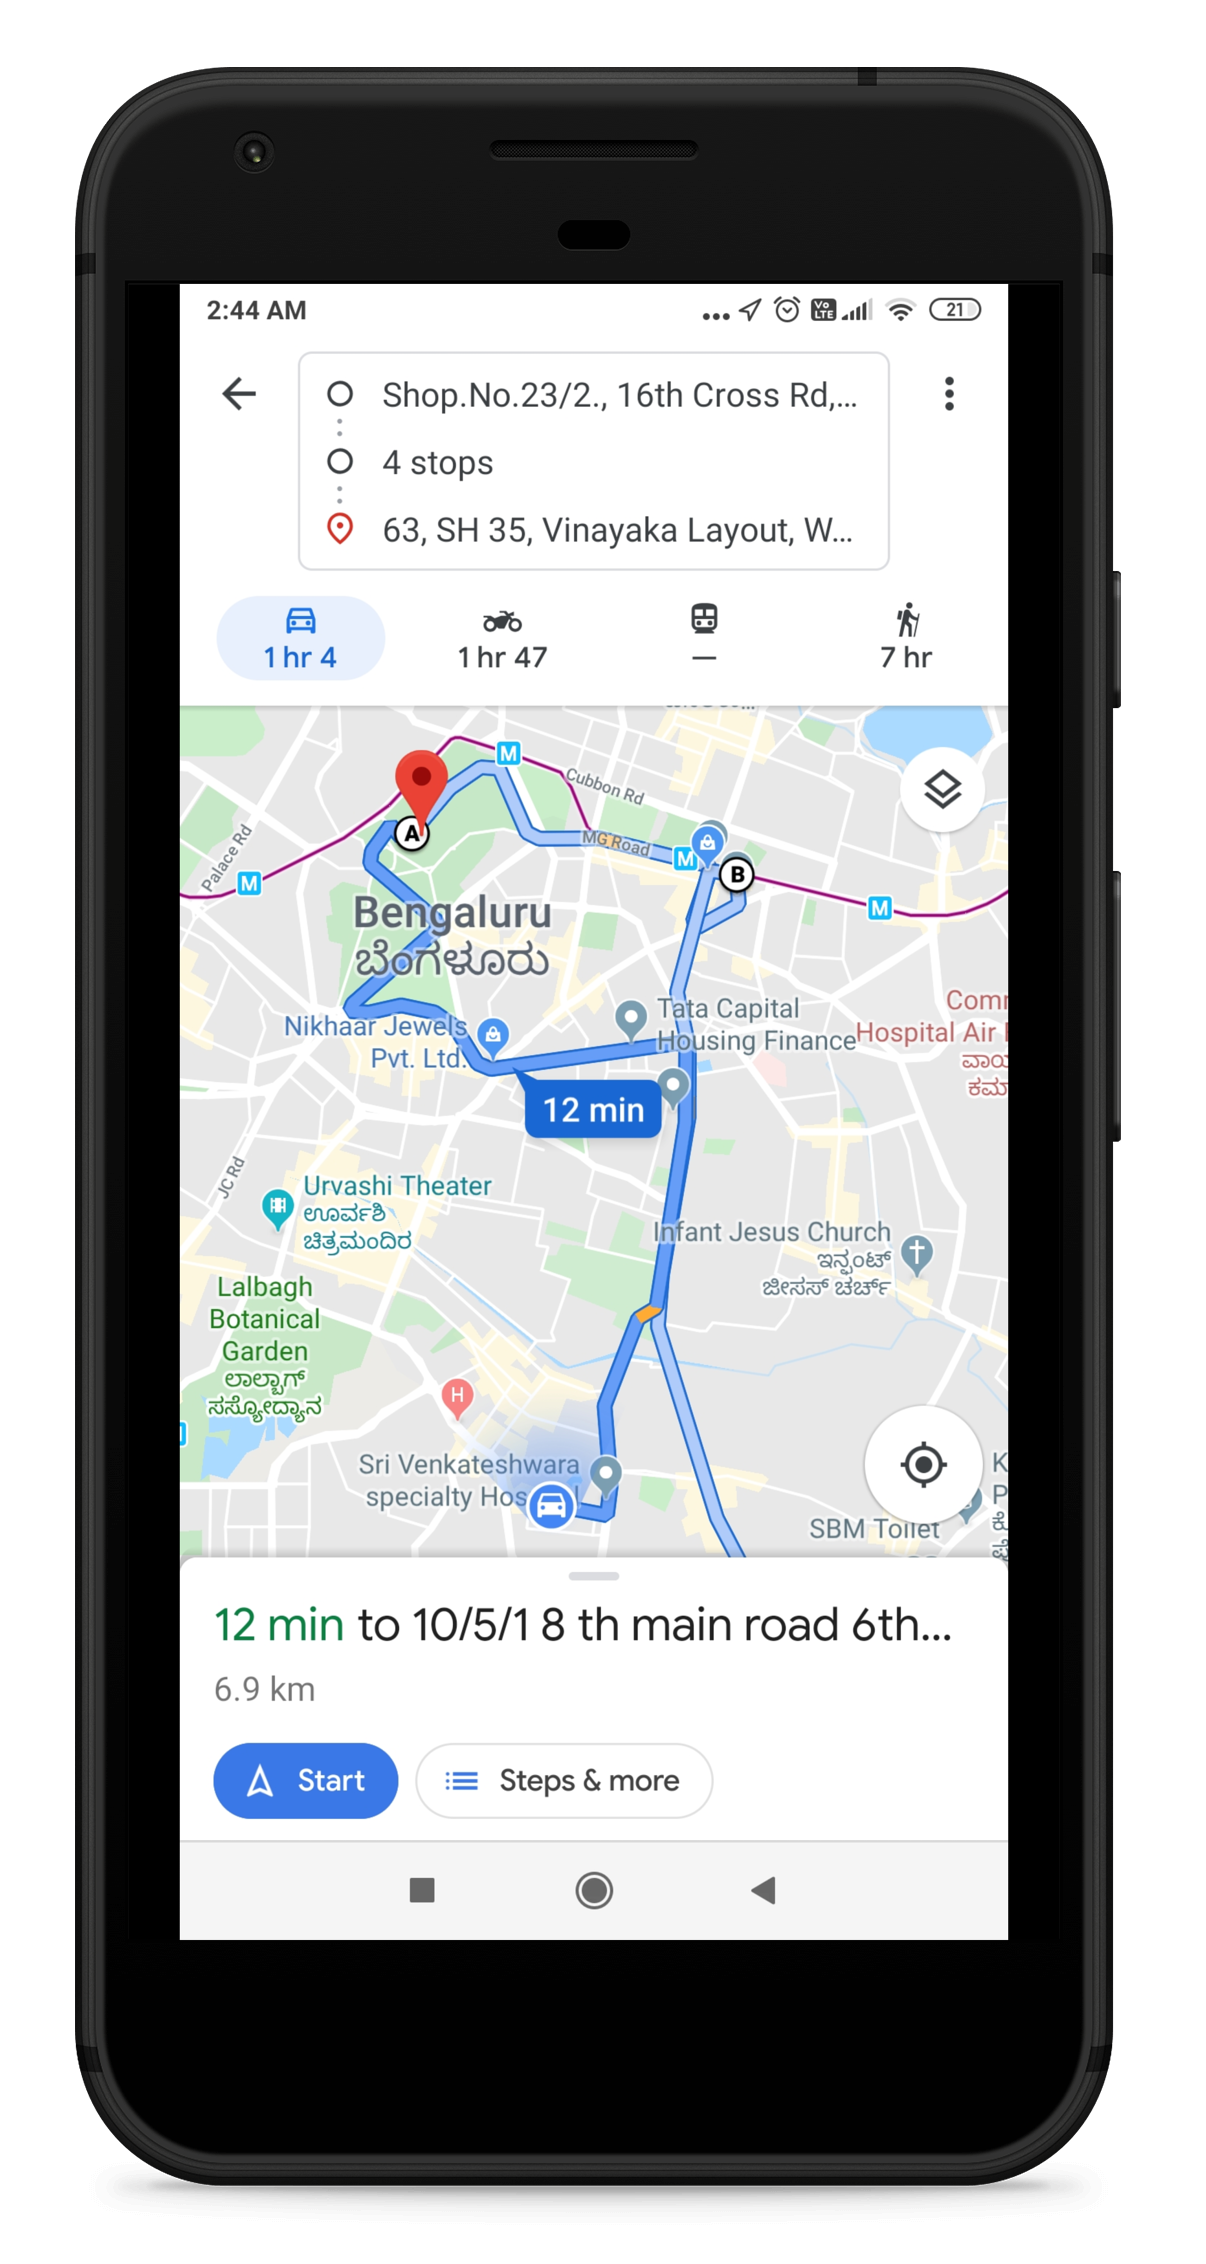 2:44 AM
Vo LTE
21
Shop.No.23/2., 16th Cross Rd,...
4 stops
63, SH 35, Vinayaka Layout, W...
1 hr 4
1 hr 47
—
7 hr
M
Cubbon Rd
A
MG Road
M
B
Palace Rd
M
M
Bengaluru
ಬೆಂಗಳೂರು
Tata Capital
Housing Finance
Nikhaar Jewels
Pvt. Ltd.
Hospital Air
12 min
JC Rd
Urvashi Theater
ಊರ್ವಶಿ
ಚಿತ್ರಮಂದಿರ
Infant Jesus Church
ಇನ್ಫಂಟ್
ಜೀಸಸ್ ಚರ್ಚ್
Lalbagh
Botanical
Garden
ಲಾಲ್ಬಾಗ್
ಸಸ್ಯೋದ್ಯಾನ
H
Sri Venkateshwara
specialty Hos
SBM Toilet
12 min to 10/5/1 8 th main road 6th...
6.9 km
Start
Steps & more